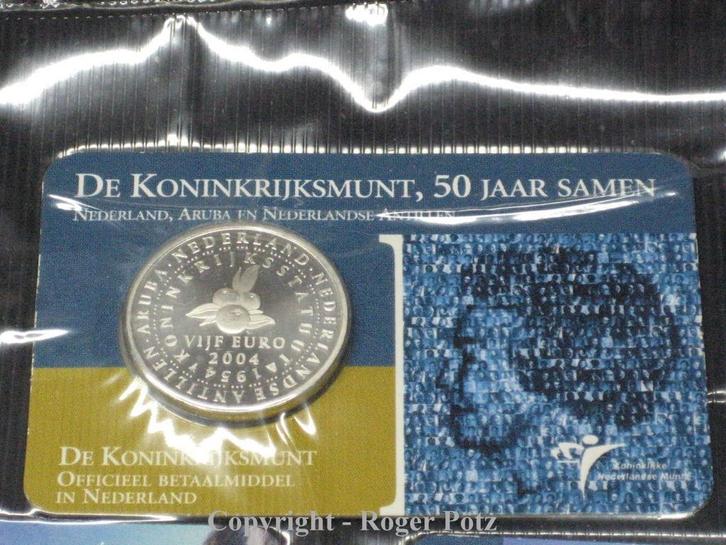 DE KONINKRIJKSMUNT, 50 JAAR SAMEN
NEDERLAND, ARUBA EN NEDERLANDSE ANTILLEN
NEDERLAND·NEDERLANDSE ANTILLEN·ARUBA·
KONINKRIJKSSTATUUT 1954
VIJF EURO
2004
DE KONINKRIJKSMUNT
OFFICIEEL BETAALMIDDEL
IN NEDERLAND
Koninklijke
Nederlandse Munt
Copyright - Roger Potz